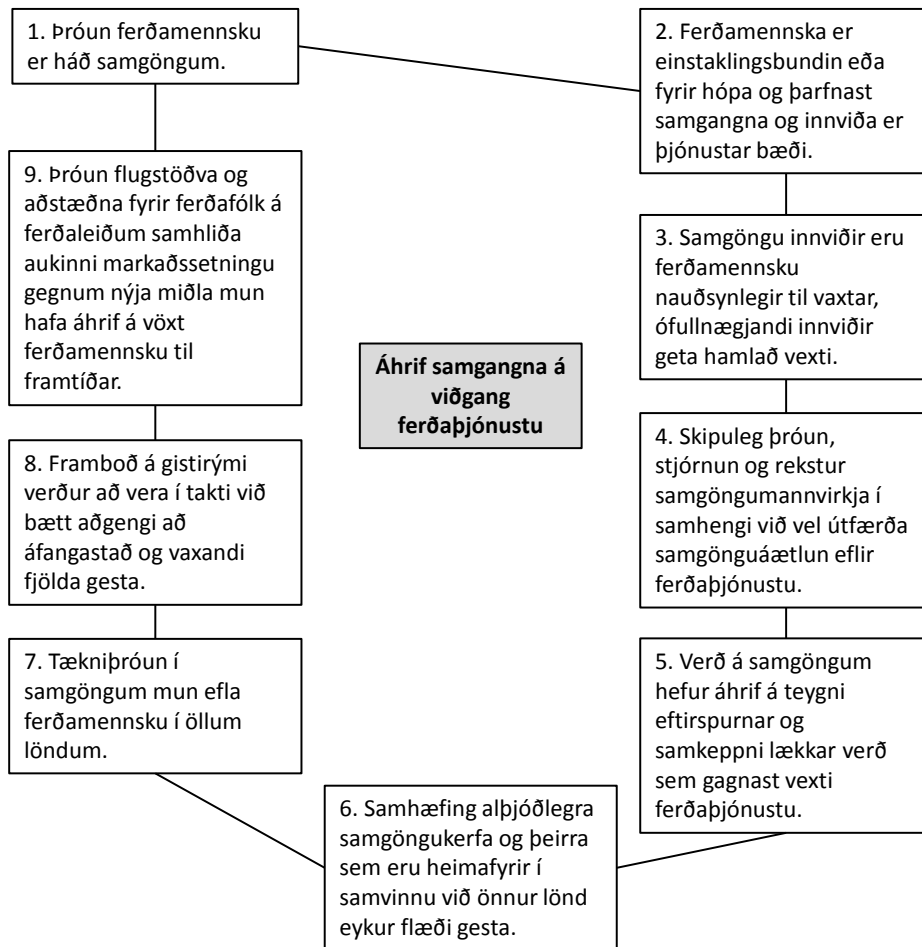 1. Þróun ferðamennsku
er háð samgöngum.
2. Ferðamennska er
einstaklingsbundin eða
fyrir hópa og þarfnast
samgangna og innviða er
þjónustar bæði.
3. Samgöngu innviðir eru
ferðamennsku
nauðsynlegir til vaxtar,
ófullnægjandi innviðir
geta hamlað vexti.
4. Skipuleg þróun,
stjórnun og rekstur
samgöngumannvirkja í
samhengi við vel útfærða
samgönguáætlun eflir
ferðaþjónustu.
5. Verð á samgöngum
hefur áhrif á teygni
eftirspurnar og
samkeppni lækkar verð
sem gagnast vexti
ferðaþjónustu.
6. Samhæfing alþjóðlegra
samgöngukerfa og þeirra
sem eru heimafyrir í
samvinnu við önnur lönd
eykur flæði gesta.
7. Tækniþróun í
samgöngum mun efla
ferðamennsku í öllum
löndum.
8. Framboð á gistirými
verður að vera í takti við
bætt aðgengi að
áfangastað og vaxandi
fjölda gesta.
9. Þróun flugstöðva og
aðstæðna fyrir ferðafólk á
ferðaleiðum samhliða
aukinni markaðssetningu
gegnum nýja miðla mun
hafa áhrif á vöxt
ferðamennsku til
framtíðar.
Áhrif samgangna á
viðgang
ferðaþjónustu